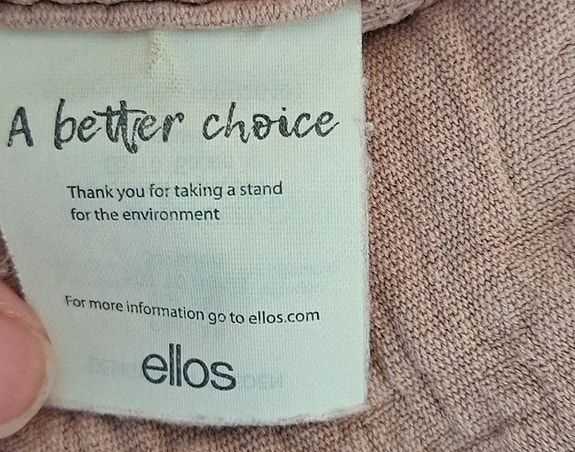 A better choice
Thank you for taking a stand
for the environment
For more information go to ellos.com
ellos